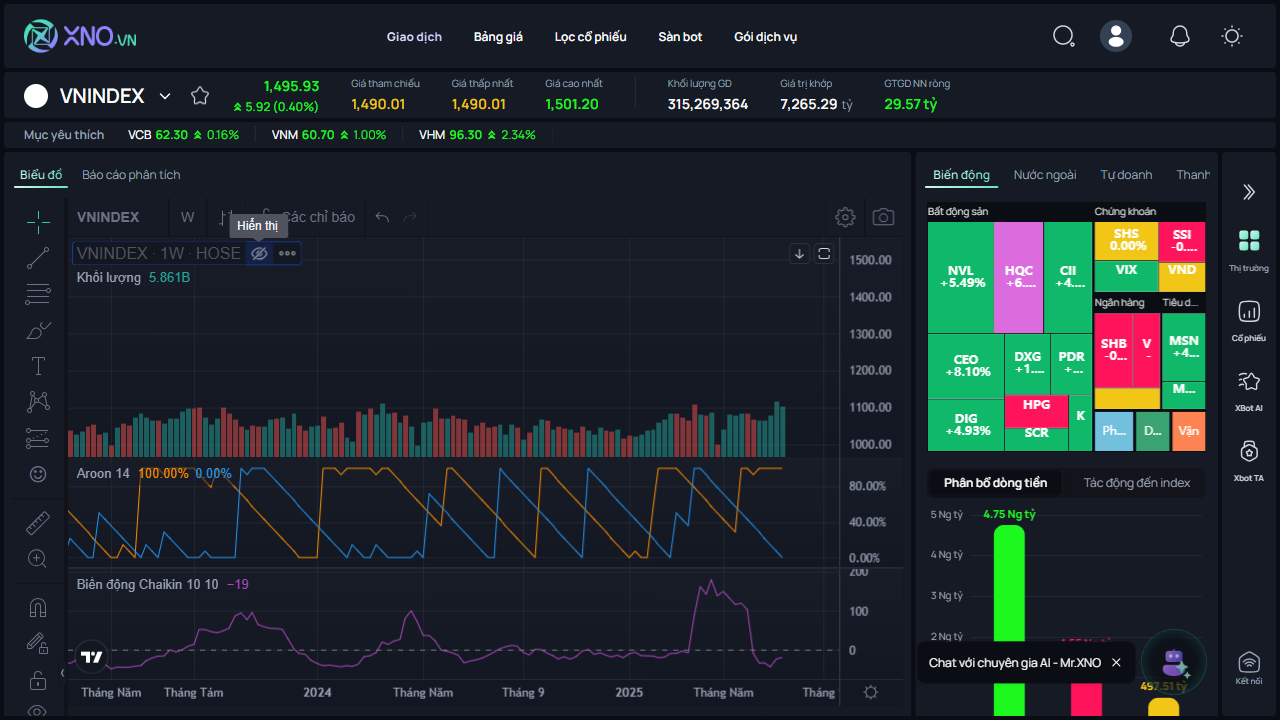 XNO.VN
Giao dịch
Bảng giá
Lọc cổ phiếu
Sàn bot
Gói dịch vụ
VNINDEX
1,495.93
5.92 (0.40%)
Giá tham chiếu
1,490.01
Giá thấp nhất
1,490.01
Giá cao nhất
1,501.20
Khối lượng GD
315,269,364
Giá trị khớp
7,265.29 tỷ
GTGD NN ròng
29.57 tỷ
Mục yêu thích
VCB 62.30 0.16%
VNM 60.70 1.00%
VHM 96.30 2.34%
Biểu đồ
Báo cáo phân tích
VNINDEX
W
Các chỉ báo
Hiển thị
VNINDEX · 1W · HOSE
Khối lượng 5.861B
1500.00
1400.00
1300.00
1200.00
1100.00
1000.00
Aroon 14 100.00% 0.00%
80.00%
40.00%
0.00%
Biên động Chaikin 10 10 −19
200
100
0
Tháng Năm
Tháng Tám
2024
Tháng Năm
Tháng 9
2025
Tháng Năm
Tháng
Biến động
Nước ngoài
Tự doanh
Thanh
Bất động sản
NVL
+5.49%
HQC
+6....
CII
+4....
CEO
+8.10%
DXG
+1....
PDR
+...
DIG
+4.93%
HPG
SCR
K
Chứng khoán
SHS
0.00%
SSI
-0....
VIX
VND
Ngân hàng
SHB
-0...
V
-
Tiêu d...
MSN
+4...
M...
Ph...
D...
Vận
Phân bổ dòng tiền
Tác động đến index
5 Ng tỷ
4 Ng tỷ
3 Ng tỷ
2 Ng tỷ
4.75 Ng tỷ
497.51 tỷ
Chat với chuyên gia AI - Mr.XNO
Thị trường
Cổ phiếu
XBot AI
Xbot TA
Kết nối